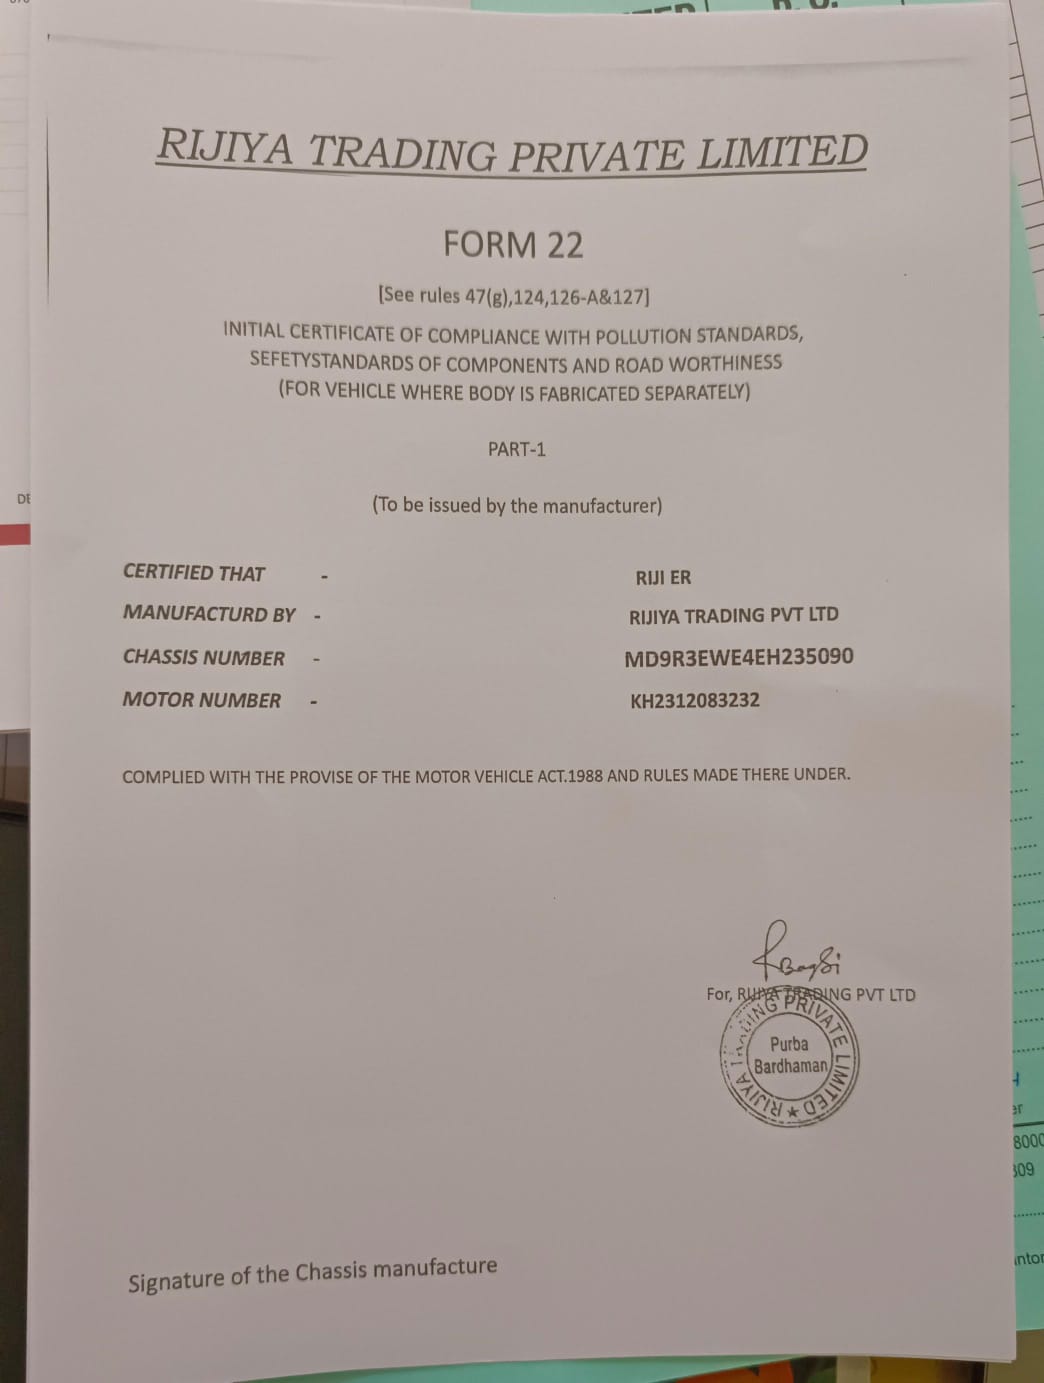 RIJIYA TRADING PRIVATE LIMITED
FORM 22
[See rules 47(g),124,126-A&127]
INITIAL CERTIFICATE OF COMPLIANCE WITH POLLUTION STANDARDS,
SEFETYSTANDARDS OF COMPONENTS AND ROAD WORTHINESS
(FOR VEHICLE WHERE BODY IS FABRICATED SEPARATELY)
PART-1
(To be issued by the manufacturer)
CERTIFIED THAT - RIJI ER
MANUFACTURD BY - RIJIYA TRADING PVT LTD
CHASSIS NUMBER - MD9R3EWE4EH235090
MOTOR NUMBER - KH2312083232
COMPLIED WITH THE PROVISE OF THE MOTOR VEHICLE ACT.1988 AND RULES MADE THERE UNDER.
For, RIJIYA TRADING PVT LTD
RIJIYA TRADING PRIVATE LIMITED ★
Purba
Bardhaman
Signature of the Chassis manufacture